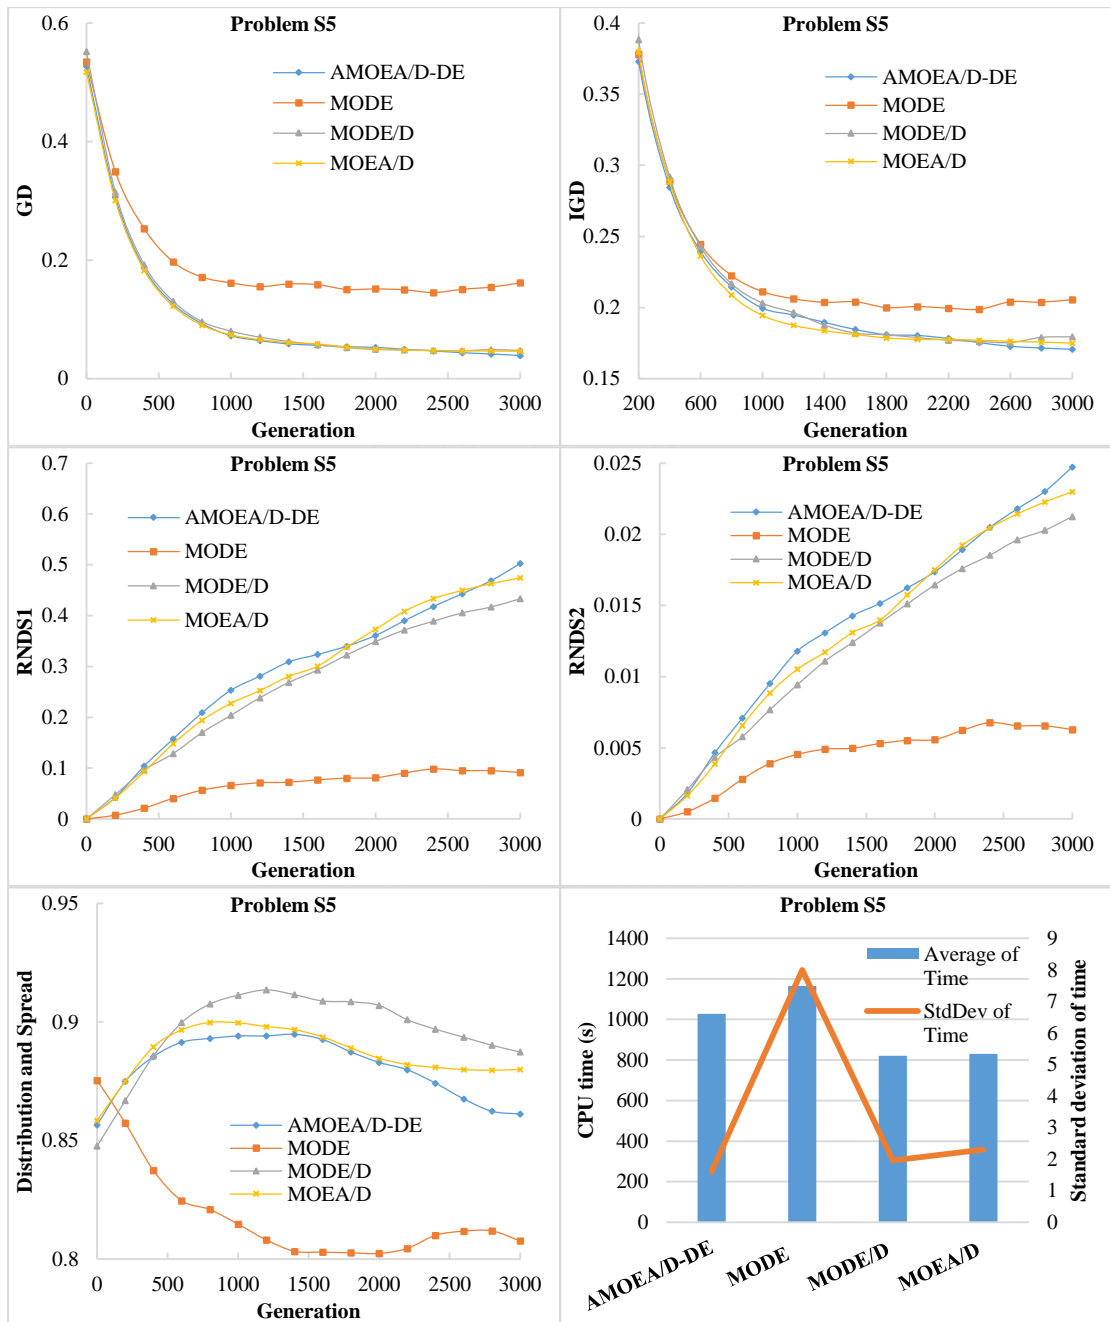 Problem S5
0.6
0.4
0.2
0
GD
AMOEA/D-DE
MODE
MODE/D
MOEA/D
0 500 1000 1500 2000 2500 3000
Generation
Problem S5
0.4
0.35
0.3
0.25
0.2
0.15
IGD
AMOEA/D-DE
MODE
MODE/D
MOEA/D
200 600 1000 1400 1800 2200 2600 3000
Generation
Problem S5
0.7
0.6
0.5
0.4
0.3
0.2
0.1
0
RNDS1
AMOEA/D-DE
MODE
MODE/D
MOEA/D
0 500 1000 1500 2000 2500 3000
Generation
Problem S5
0.025
0.02
0.015
0.01
0.005
0
RNDS2
AMOEA/D-DE
MODE
MODE/D
MOEA/D
0 500 1000 1500 2000 2500 3000
Generation
Problem S5
0.95
0.9
0.85
0.8
Distribution and Spread
AMOEA/D-DE
MODE
MODE/D
MOEA/D
0 500 1000 1500 2000 2500 3000
Generation
Problem S5
1400
1200
1000
800
600
400
200
0
CPU time (s)
Average of
Time
StdDev of
Time
9
8
7
6
5
4
3
2
1
0
Standard deviation of time
AMOEA/D-DE
MODE
MODE/D
MOEA/D